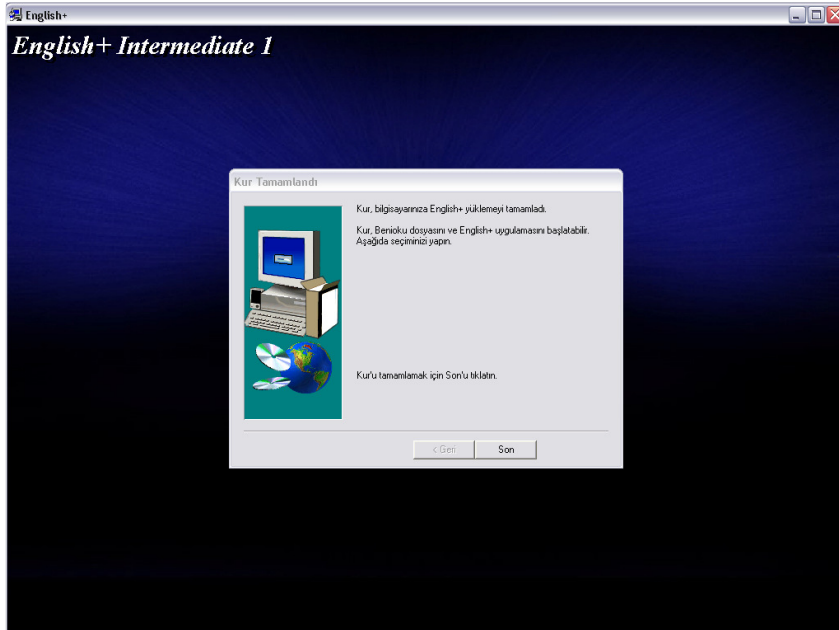 English+
English+ Intermediate 1
Kur Tamamlandı
Kur, bilgisayarınıza English+ yüklemeyi tamamladı.
Kur, Benioku dosyasını ve English+ uygulamasını başlatabilir.
Aşağıda seçiminizi yapın.
Kur'u tamamlamak için Son'u tıklatın.
< Geri
Son